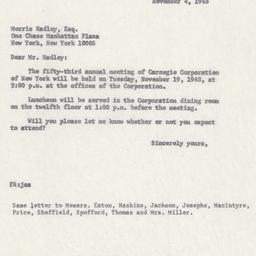 November 4, 1963
Morris Hadley, Esq.
One Chase Manhattan Plaza
New York, New York 10005
Dear Mr. Hadley:
The fifty-third annual meeting of Carnegie Corporation
of New York will be held on Tuesday, November 19, 1963, at
2:00 p.m. at the offices of the Corporation.
Luncheon will be served in the Corporation dining room
on the twelfth floor at 1:00 p.m. before the meeting.
Will you please let me know whether or not you expect
to attend?
Sincerely yours,
FA:jaa
Same letter to Messrs. Eaton, Haskins, Jackson, Josephs, MacIntyre,
Price, Sheffield, Spofford, Thomas and Mrs. Miller.